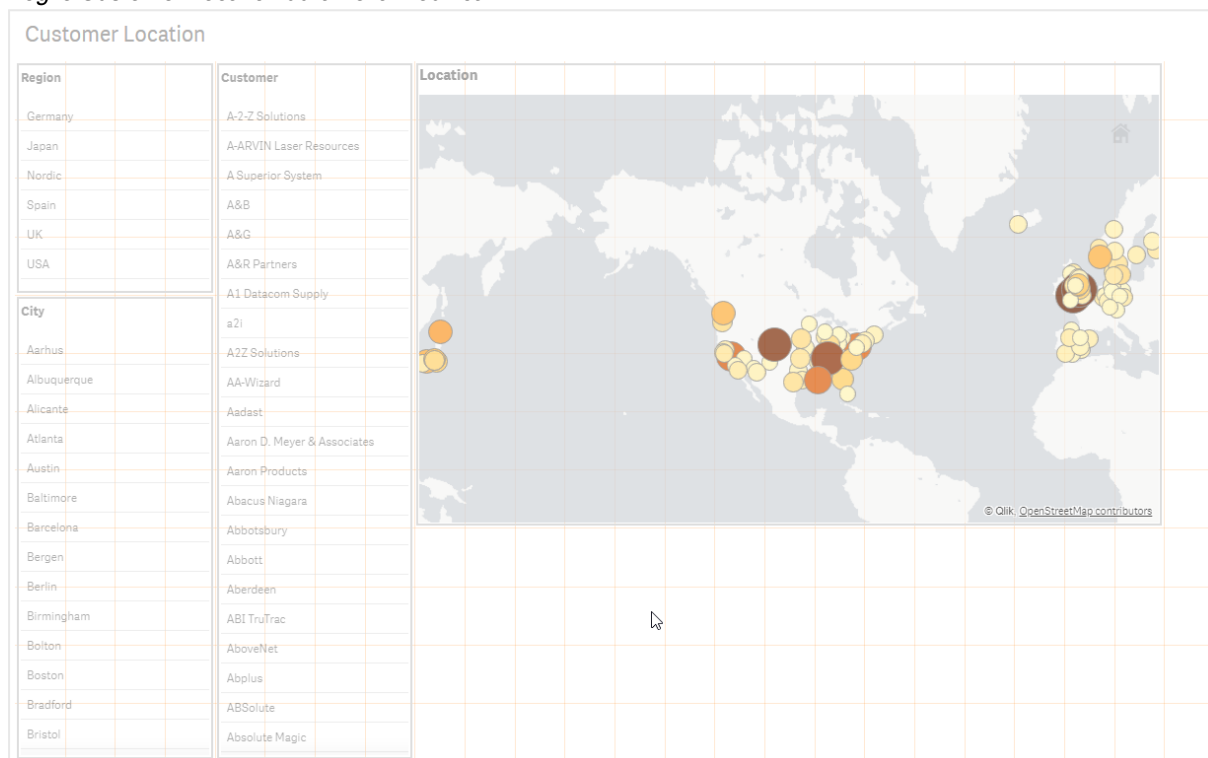 Customer Location
Region
Germany
Japan
Nordic
Spain
UK
USA
City
Aarhus
Albuquerque
Alicante
Atlanta
Austin
Baltimore
Barcelona
Bergen
Berlin
Birmingham
Bolton
Boston
Bradford
Bristol
Customer
A-2-Z Solutions
A-ARVIN Laser Resources
A Superior System
A&B
A&G
A&R Partners
A1 Datacom Supply
a2i
A2Z Solutions
AA-Wizard
Aadast
Aaron D. Meyer & Associates
Aaron Products
Abacus Niagara
Abbotsbury
Abbott
Aberdeen
ABI TruTrac
AboveNet
Abplus
ABSolute
Absolute Magic
Location
© Qlik, OpenStreetMap contributors